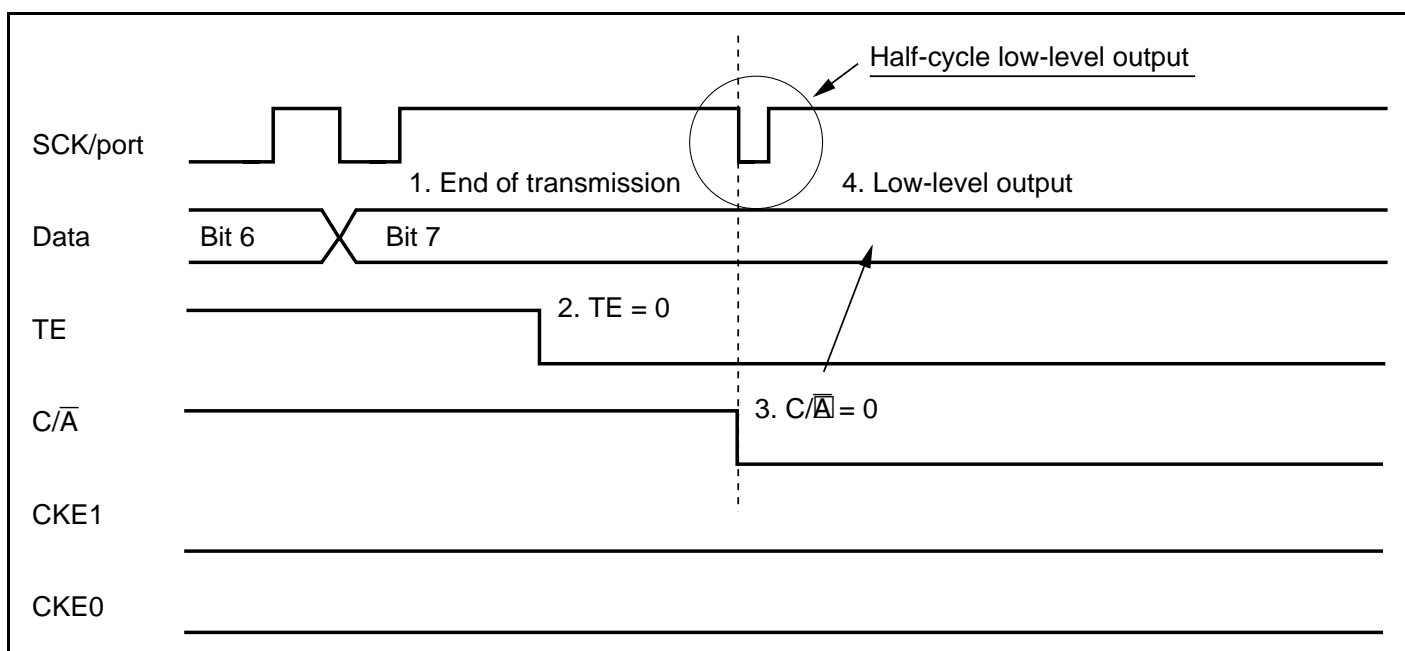 Half-cycle low-level output
SCK/port
1. End of transmission
4. Low-level output
Data
Bit 6
Bit 7
TE
2. TE = 0
C/A̅
3. C/A̅ = 0
CKE1
CKE0